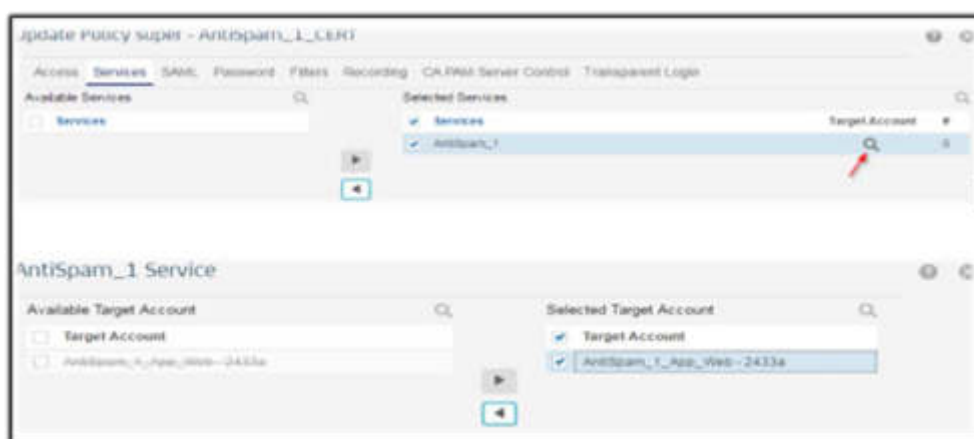 Update Policy super - AntiSpam_1_CERT
Access Services SAML Password Filters Recording CA PAM Server Control Transparent Login
Available Services Selected Services
Services Services Target Account #
AntiSpam_1
AntiSpam_1 Service
Available Target Account Selected Target Account
Target Account Target Account
AntiSpam_1_App_Web - 2433a AntiSpam_1_App_Web - 2433a